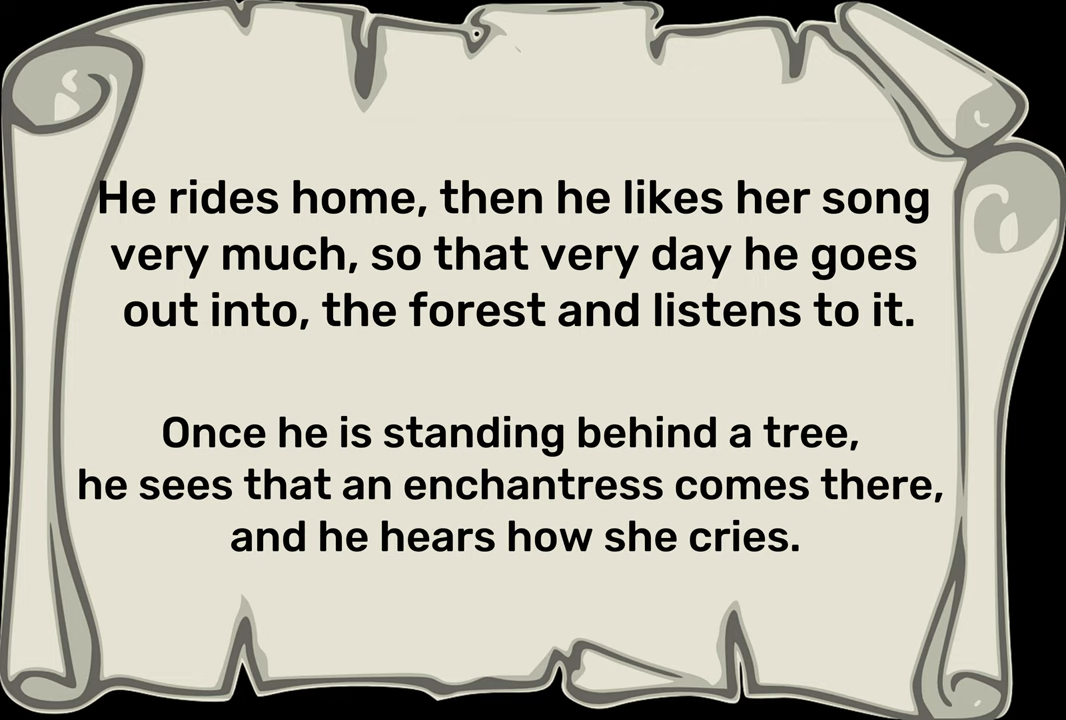 He rides home, then he likes her song
very much, so that very day he goes
out into, the forest and listens to it.
Once he is standing behind a tree,
he sees that an enchantress comes there,
and he hears how she cries.